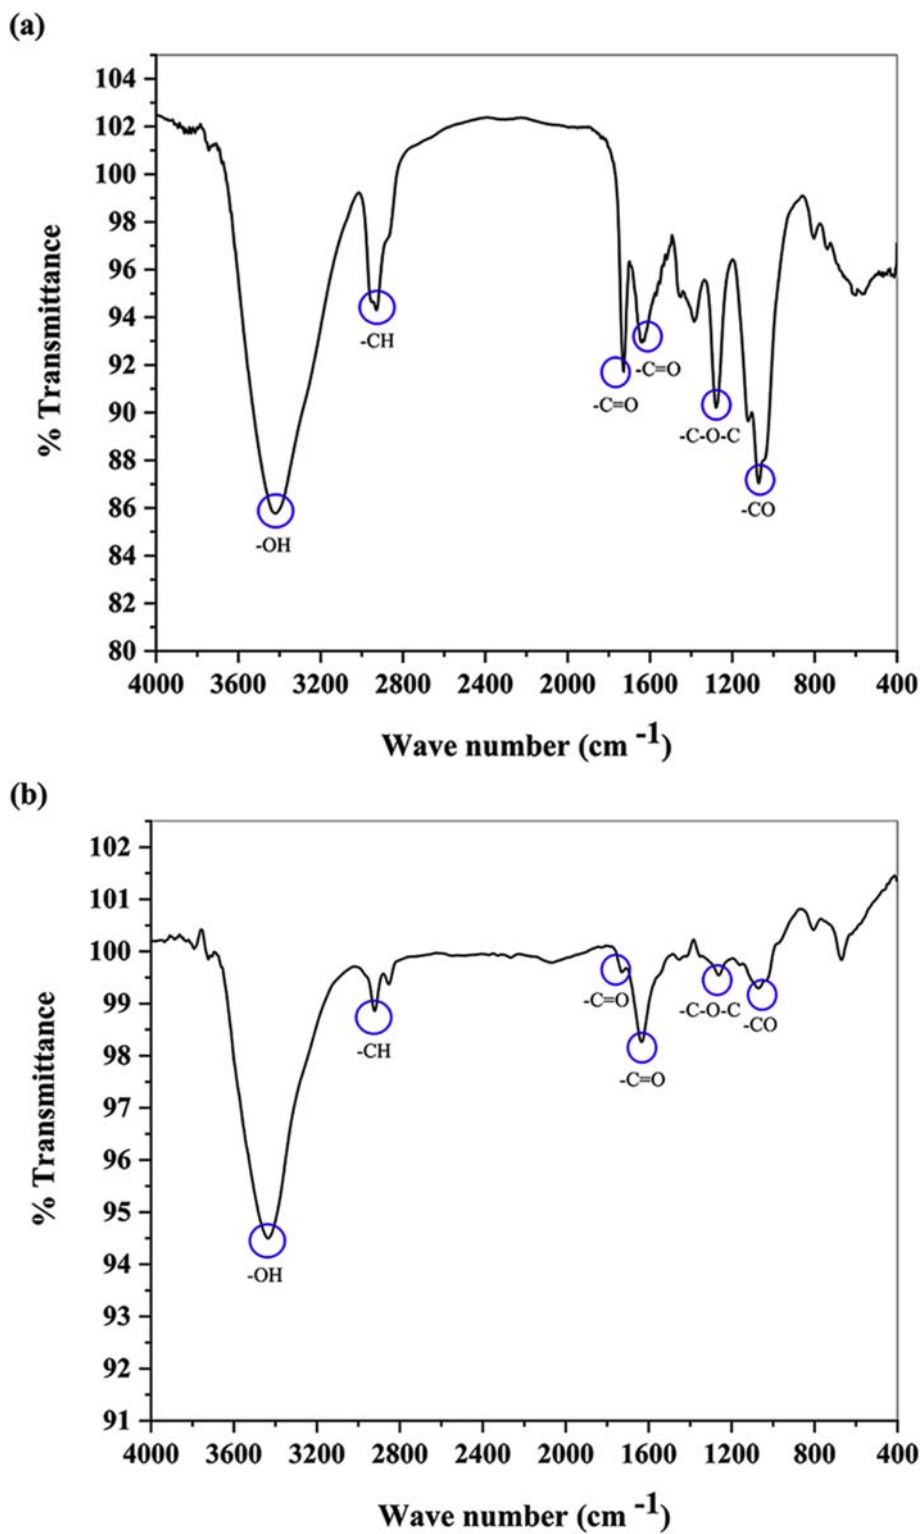 (a)
104
102
100
98
96
94
92
90
88
86
84
82
80
% Transmittance
-CH
-C=O
-C=O
-C-O-C
-CO
-OH
4000 3600 3200 2800 2400 2000 1600 1200 800 400
Wave number (cm -1)
(b)
102
101
100
99
98
97
96
95
94
93
92
91
% Transmittance
-C=O
-C-O-C
-CO
-CH
-C=O
-OH
4000 3600 3200 2800 2400 2000 1600 1200 800 400
Wave number (cm -1)